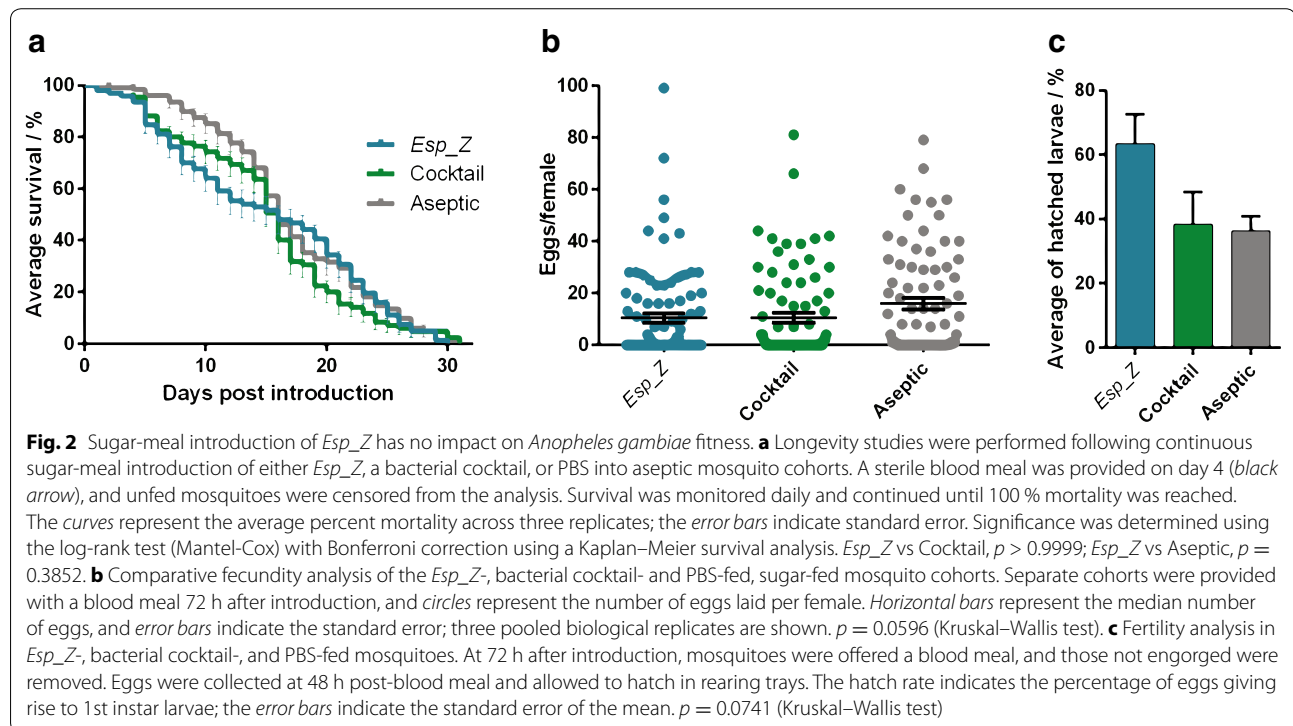 a
b
c
100
80
60
40
20
0
Average survival / %
0
10
20
30
Days post introduction
Esp_Z
Cocktail
Aseptic
100
80
60
40
20
0
Eggs/female
Esp_Z
Cocktail
Aseptic
80
60
40
20
0
Average of hatched larvae / %
Esp_Z
Cocktail
Aseptic
Fig. 2 Sugar-meal introduction of Esp_Z has no impact on Anopheles gambiae fitness. a Longevity studies were performed following continuous
sugar-meal introduction of either Esp_Z, a bacterial cocktail, or PBS into aseptic mosquito cohorts. A sterile blood meal was provided on day 4 (black
arrow), and unfed mosquitoes were censored from the analysis. Survival was monitored daily and continued until 100 % mortality was reached.
The curves represent the average percent mortality across three replicates; the error bars indicate standard error. Significance was determined using
the log-rank test (Mantel-Cox) with Bonferroni correction using a Kaplan–Meier survival analysis. Esp_Z vs Cocktail, p > 0.9999; Esp_Z vs Aseptic, p =
0.3852. b Comparative fecundity analysis of the Esp_Z-, bacterial cocktail- and PBS-fed, sugar-fed mosquito cohorts. Separate cohorts were provided
with a blood meal 72 h after introduction, and circles represent the number of eggs laid per female. Horizontal bars represent the median number
of eggs, and error bars indicate the standard error; three pooled biological replicates are shown. p = 0.0596 (Kruskal–Wallis test). c Fertility analysis in
Esp_Z-, bacterial cocktail-, and PBS-fed mosquitoes. At 72 h after introduction, mosquitoes were offered a blood meal, and those not engorged were
removed. Eggs were collected at 48 h post-blood meal and allowed to hatch in rearing trays. The hatch rate indicates the percentage of eggs giving
rise to 1st instar larvae; the error bars indicate the standard error of the mean. p = 0.0741 (Kruskal–Wallis test)